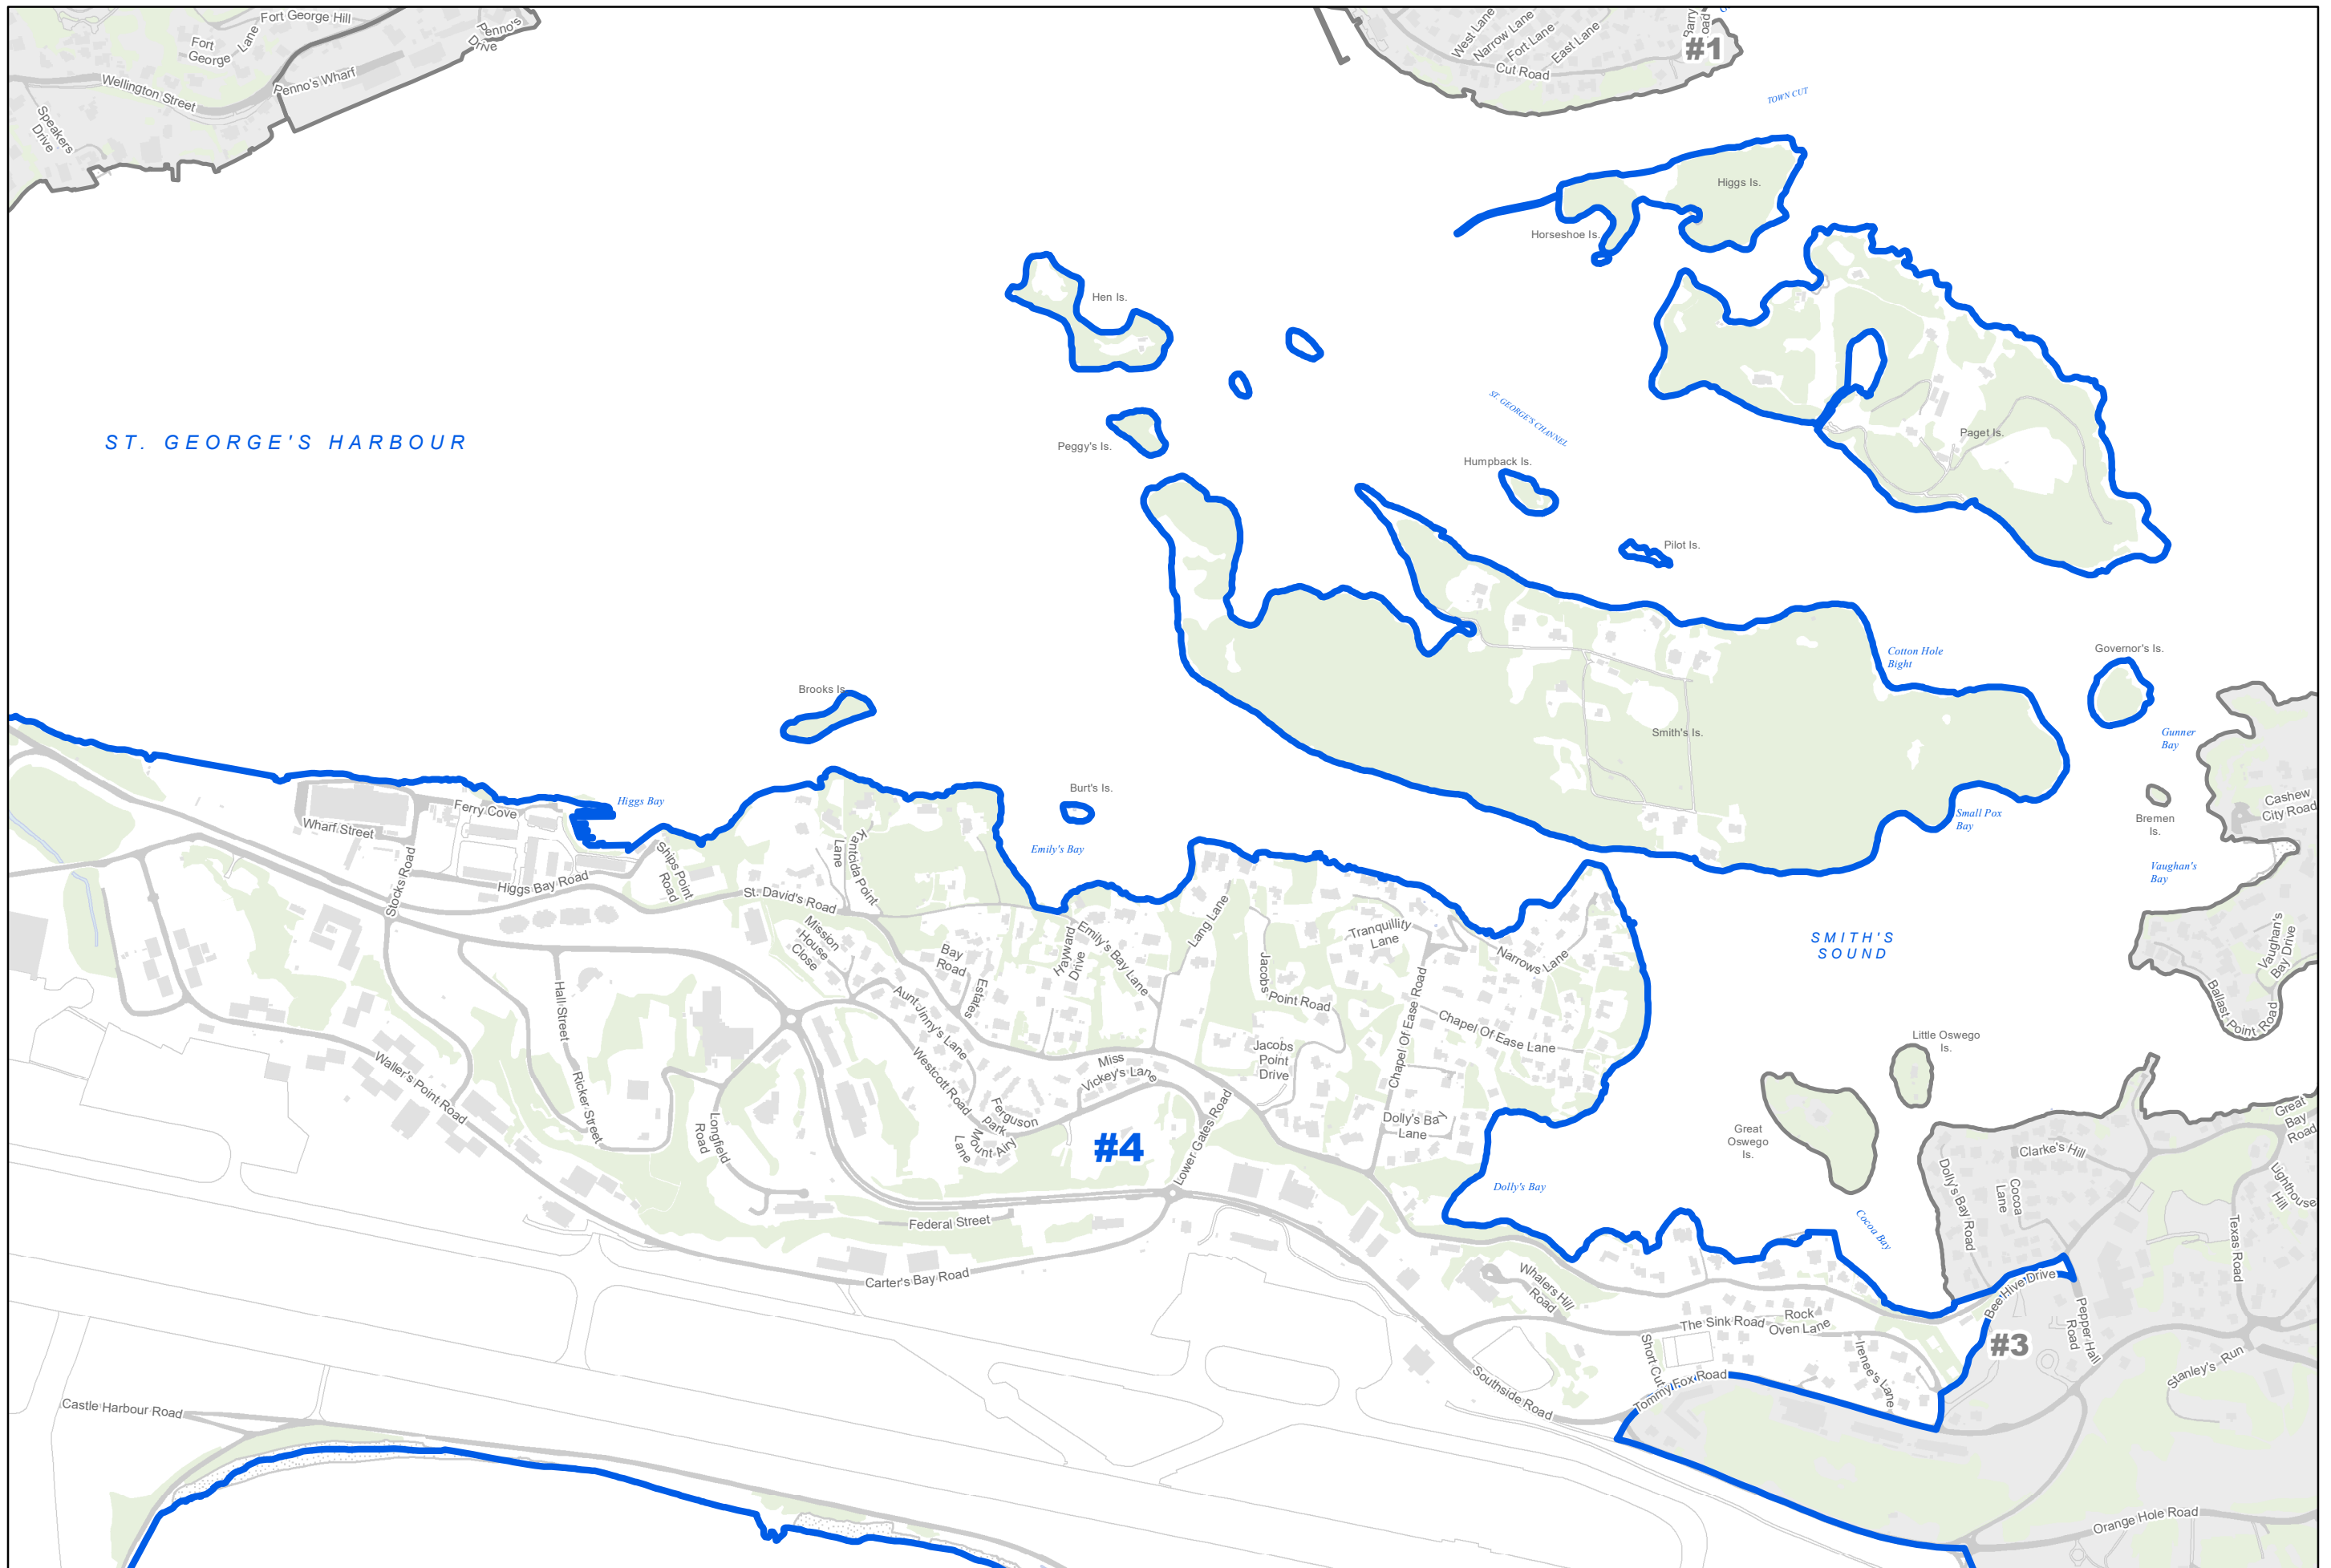 Fort George Hill
Fort
George
Lane
Penno's
Drive
Wellington Street
Penno's Wharf
Speakers
Drive
West Lane
Narrow Lane
Fort Lane
East Lane
Barry
Road
#1
Cut Road
TOWN CUT
Higgs Is.
Horseshoe Is.
Hen Is.
ST. GEORGE'S CHANNEL
ST. GEORGE'S HARBOUR
Peggy's Is.
Paget Is.
Humpback Is.
Pilot Is.
Cotton Hole
Bight
Governor's Is.
Brooks Is.
Smith's Is.
Gunner
Bay
Burt's Is.
Higgs Bay
Ferry Cove
Wharf Street
Small Pox
Bay
Bremen
Is.
Cashew
City Road
Emily's Bay
Vaughan's
Bay
Stocks Road
Higgs Bay Road
Ships Point
Road
Kantcida Point
Lane
St. David's Road
Mission
House
Close
Bay
Road
Estates
Hayward
Drive
Emily's Bay Lane
Lang Lane
Jacobs
Point Road
Tranquillity
Lane
Narrows Lane
SMITH'S
SOUND
Vaughan's
Bay Drive
Ballast Point Road
Hall Street
Aunt Jinny's Lane
Chapel Of Ease Road
Chapel Of Ease Lane
Jacobs
Point
Drive
Little Oswego
Is.
Waller's Point Road
Ricker Street
Westcott Road
Miss
Vickey's Lane
Ferguson
park
Mount Airy
Lane
Longfield
Road
Lower Gates Road
Dolly's Bay
Lane
#4
Great
Oswego
Is.
Great
Bay
Road
Clarke's Hill
Dolly's Bay Road
Cocoa
Lane
Lighthouse
Hill
Texas Road
Dolly's Bay
Cocoa Bay
Federal Street
Carter's Bay Road
Whalers Hill
Road
Bee Hive Drive
Rock
Oven Lane
The Sink Road
Short Cut
Irenee's Lane
#3
Pepper Hall
Road
Stanley's Run
Southside Road
Tommy Fox Road
Castle Harbour Road
Orange Hole Road